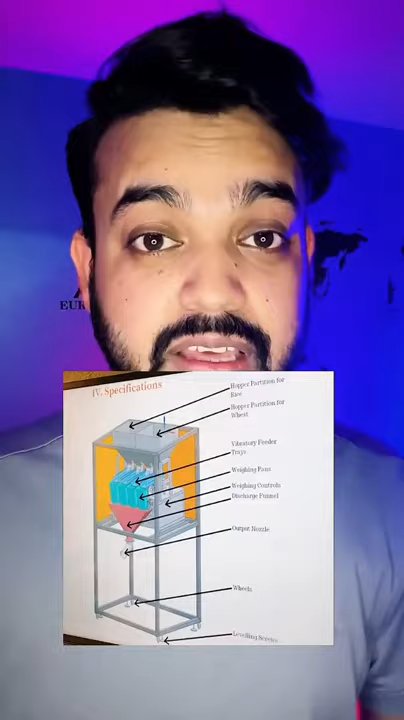 EUR
IV. Specifications
Hopper Partition for
Rice
Hopper Partition for
Wheat
Vibratory Feeder
Trays
Weighing Pans
Weighing Controls
Discharge Funnel
Output Nozzle
Wheels
Levelling Screws